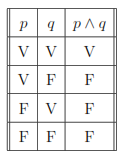 p q p ∧ q
V V V
V F F
F V F
F F F